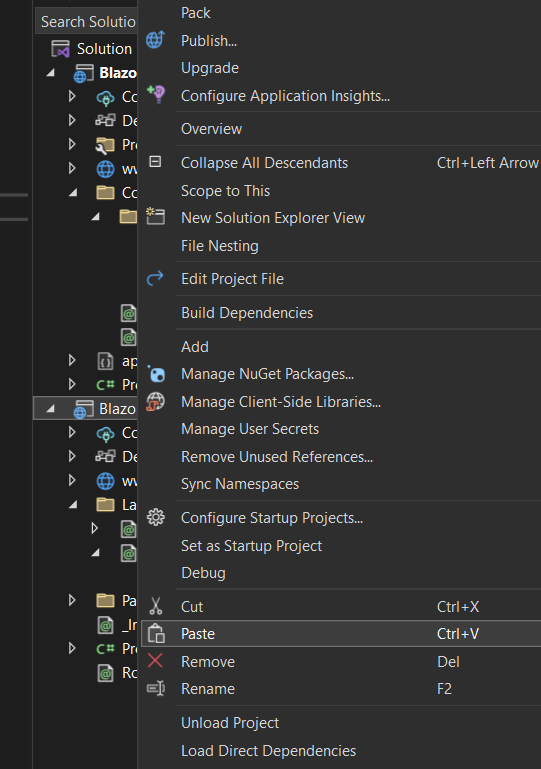 Pack
Search Solutio
Publish...
Solution
Upgrade
Blazo
Configure Application Insights...
Co
De
Overview
Pr
Collapse All Descendants Ctrl+Left Arrow
ww
Scope to This
Co
New Solution Explorer View
File Nesting
Edit Project File
Build Dependencies
Add
ap
Manage NuGet Packages...
Pr
Manage Client-Side Libraries...
Blazo
Manage User Secrets
Co
Remove Unused References...
De
Sync Namespaces
ww
La
Configure Startup Projects...
Set as Startup Project
Debug
Pa
Cut Ctrl+X
_Ir
Paste Ctrl+V
Pr
Remove Del
Ro
Rename F2
Unload Project
Load Direct Dependencies